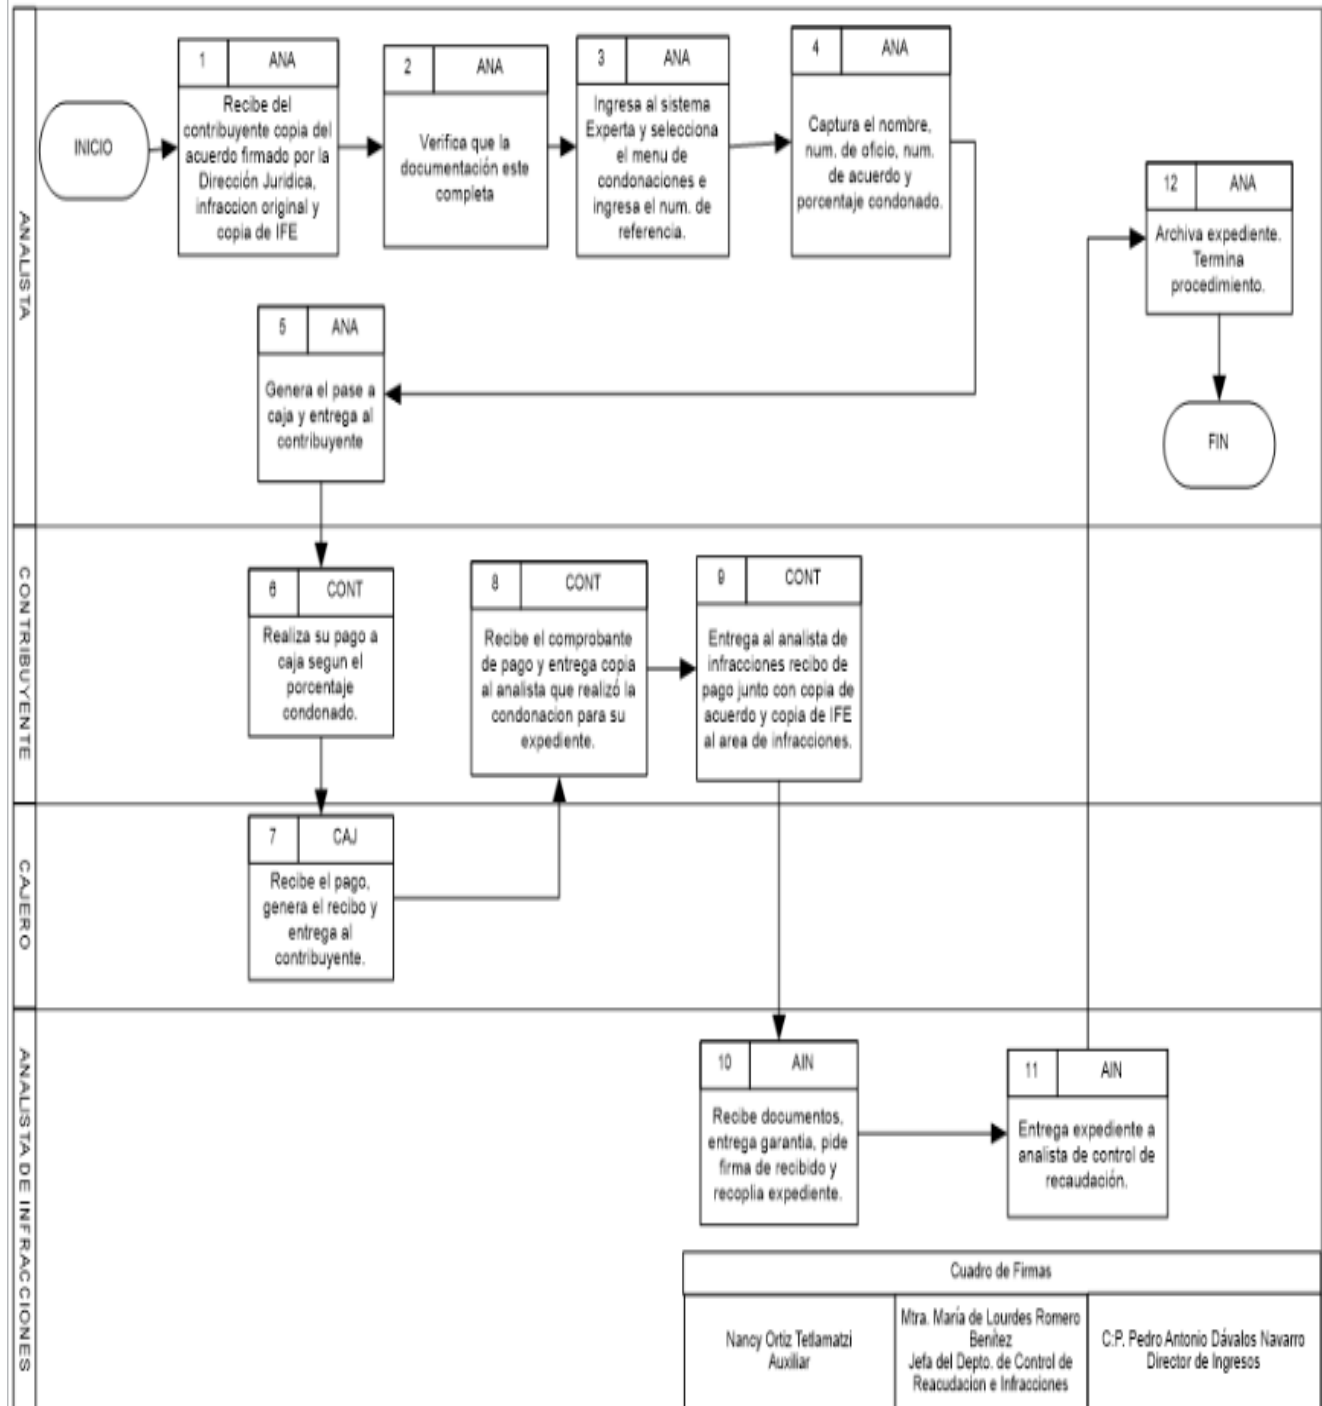 ANALISTA
INICIO
1 ANA
Recibe del
contribuyente copia del
acuerdo firmado por la
Dirección Juridica,
infraccion original y
copia de IFE
2 ANA
Verifica que la
documentación este
completa
3 ANA
Ingresa al sistema
Experta y selecciona
el menu de
condonaciones e
ingresa el num. de
referencia.
4 ANA
Captura el nombre,
num. de oficio, num.
de acuerdo y
porcentaje condonado.
5 ANA
Genera el pase a
caja y entrega al
contribuyente
12 ANA
Archiva expediente.
Termina
procedimiento.
FIN
CONTRIBUYENTE
6 CONT
Realiza su pago a
caja segun el
porcentaje
condonado.
8 CONT
Recibe el comprobante
de pago y entrega copia
al analista que realizó la
condonacion para su
expediente.
9 CONT
Entrega al analista de
infracciones recibo de
pago junto con copia de
acuerdo y copia de IFE
al area de infracciones.
CAJERO
7 CAJ
Recibe el pago,
genera el recibo y
entrega al
contribuyente.
ANALISTA DE INFRACCIONES
10 AIN
Recibe documentos,
entrega garantia, pide
firma de recibido y
recoplia expediente.
11 AIN
Entrega expediente a
analista de control de
recaudación.
Cuadro de Firmas
Nancy Ortiz Tetlamatzi
Auxiliar
Mtra. María de Lourdes Romero
Benítez
Jefa del Depto. de Control de
Reacudacion e Infracciones
C:P. Pedro Antonio Dávalos Navarro
Director de Ingresos